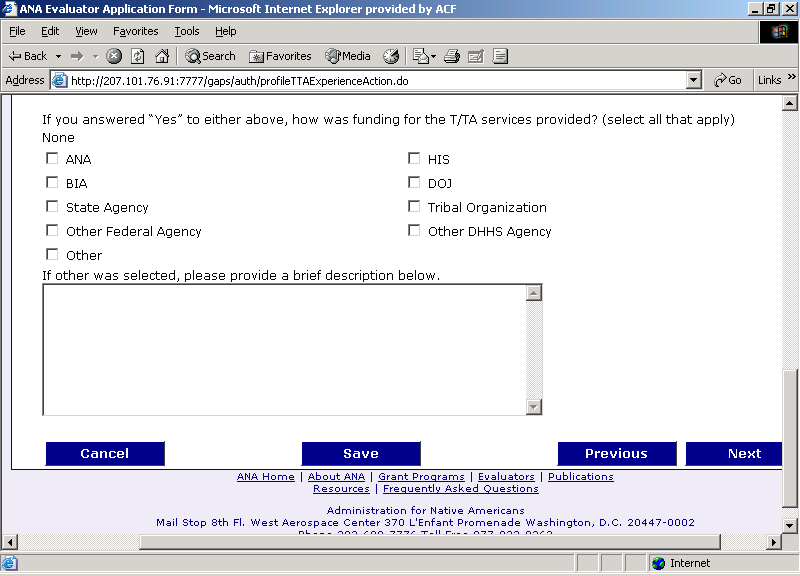 ANA Evaluator Application Form - Microsoft Internet Explorer provided by ACF
File Edit View Favorites Tools Help
Back Search Favorites Media
Address http://207.101.76.91:7777/gaps/auth/profileTTAExperienceAction.do Go Links »
If you answered “Yes” to either above, how was funding for the T/TA services provided? (select all that apply)
None
ANA HIS
BIA DOJ
State Agency Tribal Organization
Other Federal Agency Other DHHS Agency
Other
If other was selected, please provide a brief description below.
Cancel Save Previous Next
ANA Home | About ANA | Grant Programs | Evaluators | Publications
Resources | Frequently Asked Questions
Administration for Native Americans
Mail Stop 8th Fl. West Aerospace Center 370 L'Enfant Promenade Washington, D.C. 20447-0002
Internet